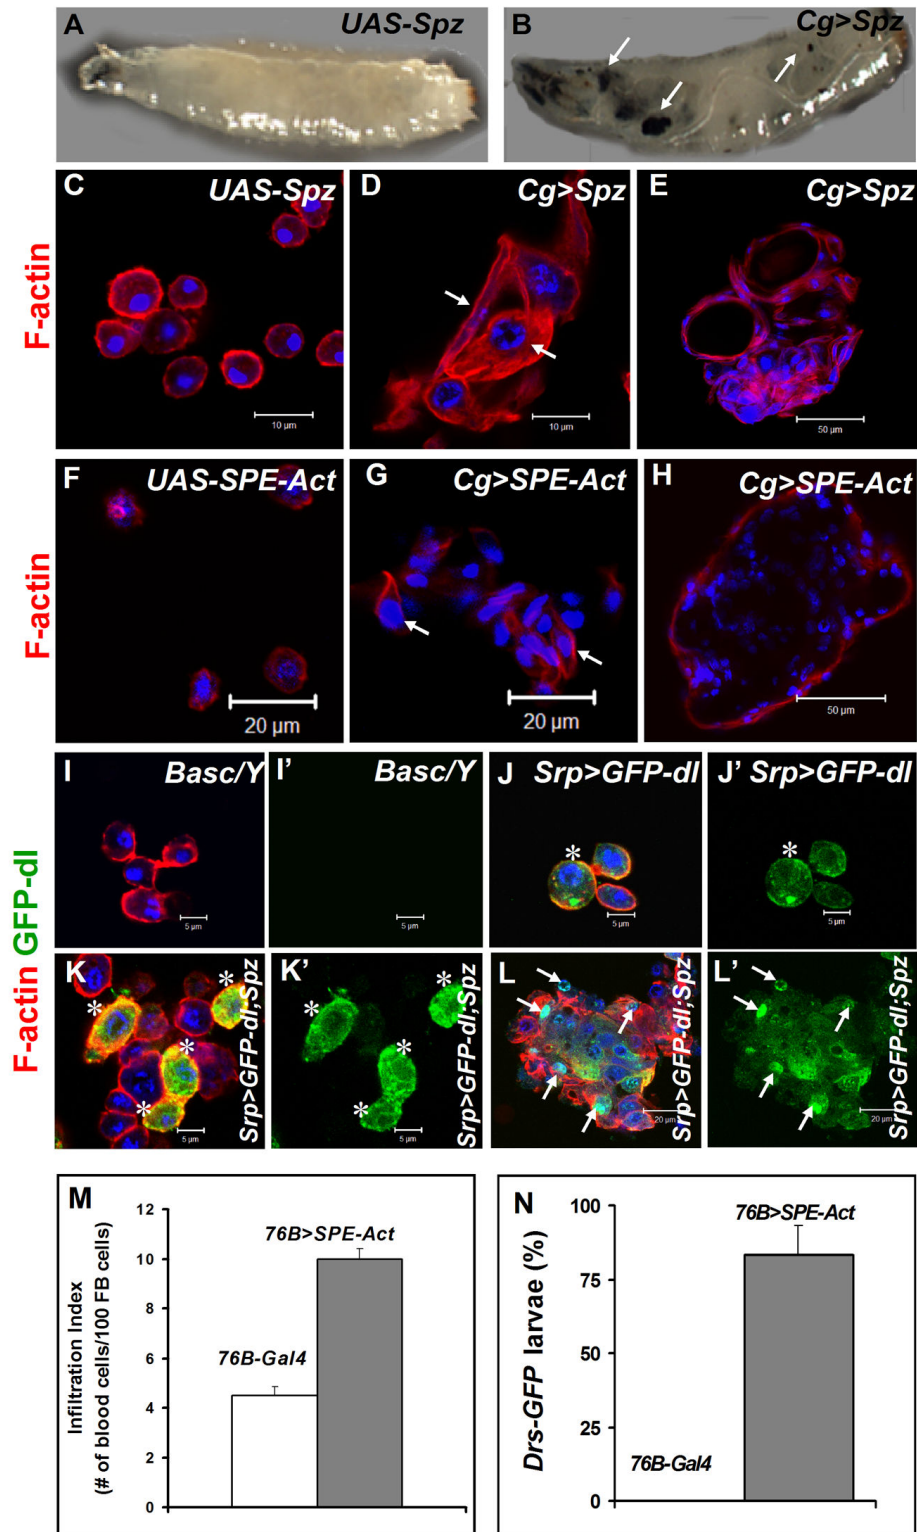 A UAS-Spz
B Cg>Spz
F-actin
C UAS-Spz
10 µm
D Cg>Spz
10 µm
E Cg>Spz
50 µm
F-actin
F UAS-SPE-Act
20 µm
G Cg>SPE-Act
20 µm
H Cg>SPE-Act
50 µm
F-actin GFP-dl
I Basc/Y
5 µm
I’ Basc/Y
5 µm
J Srp>GFP-dl
*
5 µm
J’ Srp>GFP-dl
*
5 µm
K Srp>GFP-dl;Spz
* * * *
5 µm
K’ Srp>GFP-dl;Spz
* * * *
5 µm
L Srp>GFP-dl;Spz
20 µm
L’ Srp>GFP-dl;Spz
20 µm
M
Infiltration Index
(# of blood cells/100 FB cells)
12
10
8
6
4
2
0
76B-Gal4
76B>SPE-Act
N
Drs-GFP larvae (%)
100
75
50
25
0
76B-Gal4
76B>SPE-Act